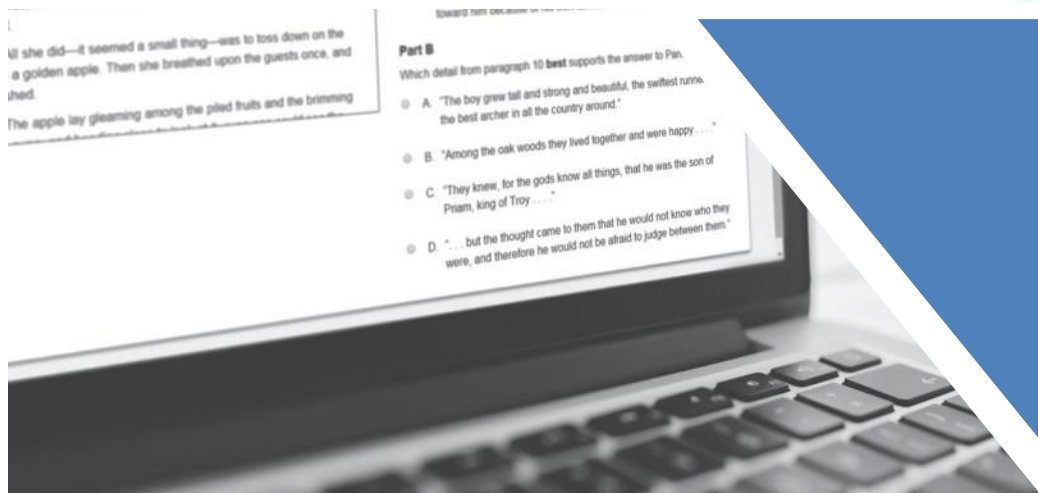 All she did—it seemed a small thing—was to toss down on the
a golden apple. Then she breathed upon the guests once, and
The apple lay gleaming among the piled fruits and the brimming
toward him because of his
Part B
Which detail from paragraph 10 best supports the answer to
A. "The boy grew tall and strong and beautiful, the swiftest
the best archer in all the country around."
B. "Among the oak woods they lived together and were happy . . . ."
C. "They knew, for the gods know all things, that he was the son of
Priam, king of Troy . . . ."
D. ". . . but the thought came to them that he would not know who they
were, and therefore he would not be afraid to judge between them."